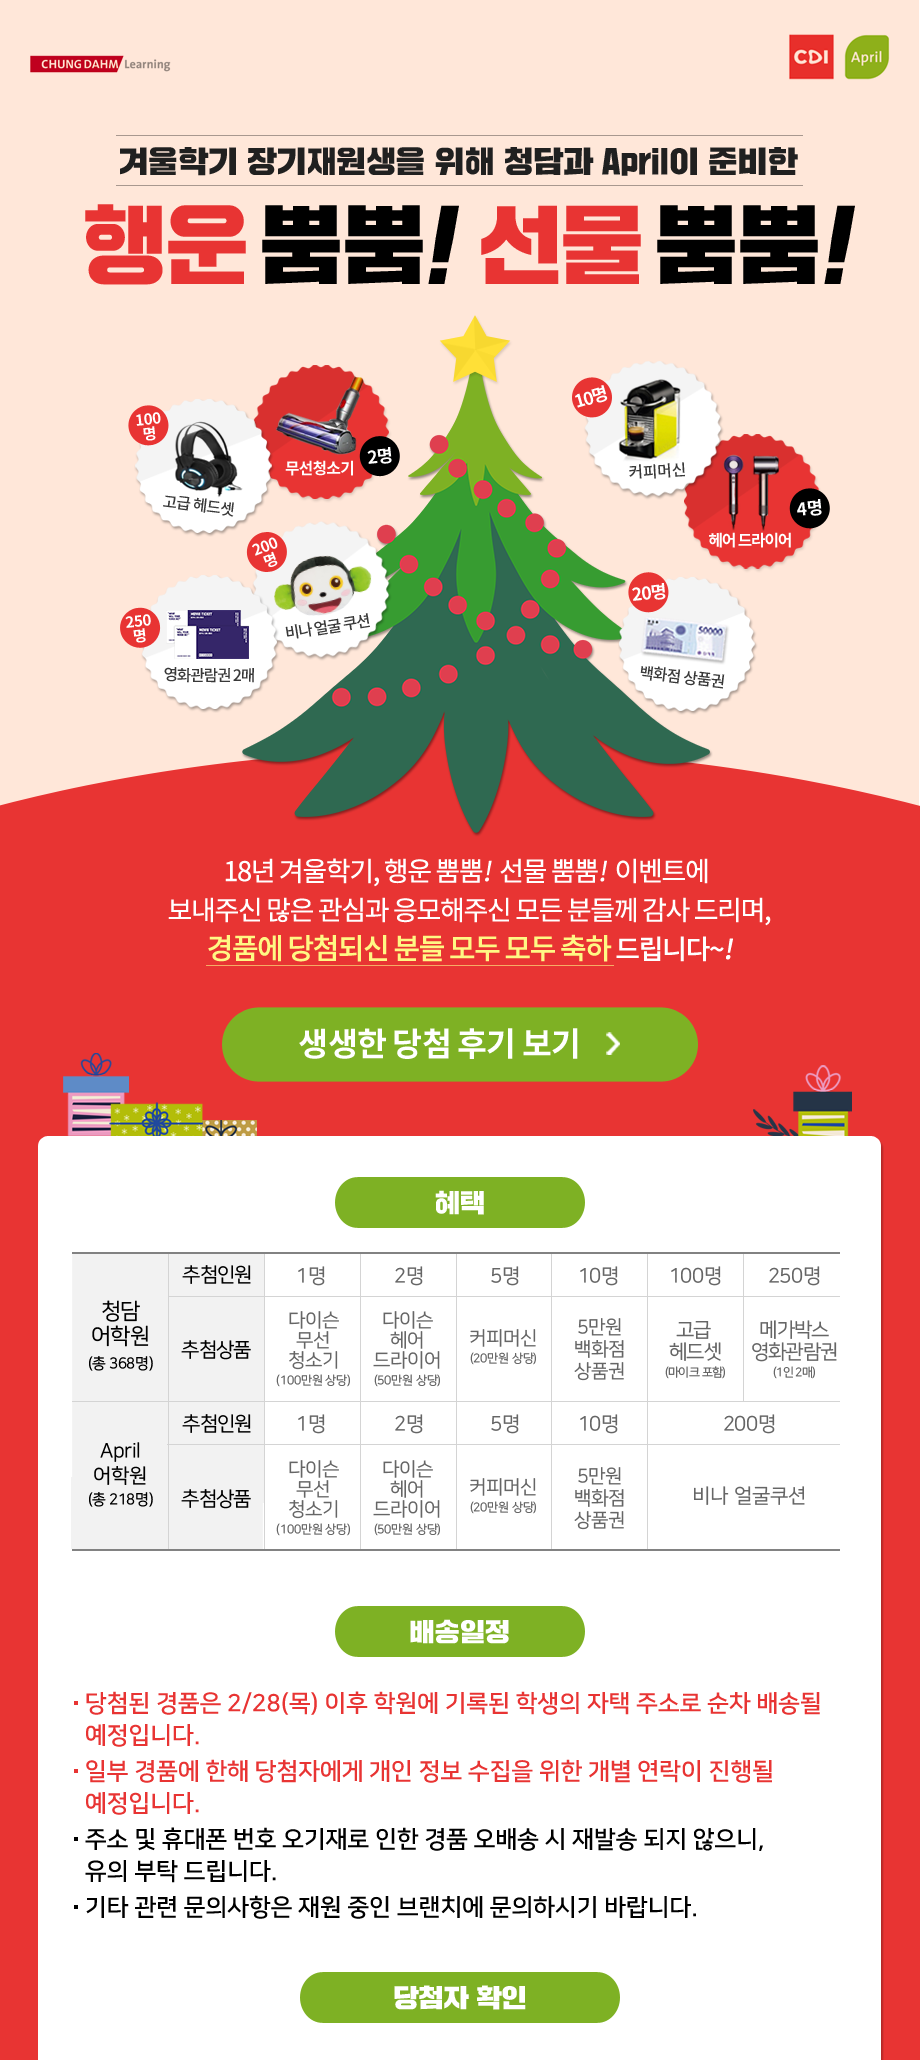 CHUNG DAHM Learning
CDI
April
겨울학기 장기재원생을 위해 청담과 April이 준비한
행운 뿜뿜! 선물 뿜뿜!
100명
고급 헤드셋
무선청소기
2명
10명
커피머신
헤어 드라이어
4명
200명
비나 얼굴 쿠션
250명
MOVIE TICKET
영화관람권 2매
20명
50000
백화점 상품권
18년 겨울학기, 행운 뿜뿜! 선물 뿜뿜! 이벤트에
보내주신 많은 관심과 응모해주신 모든 분들께 감사 드리며,
경품에 당첨되신 분들 모두 모두 축하 드립니다~!
생생한 당첨 후기 보기
혜택
청담 어학원 (총 368명)
추첨인원 1명 2명 5명 10명 100명 250명
추첨상품
다이슨 무선 청소기 (100만원 상당)
다이슨 헤어 드라이어 (50만원 상당)
커피머신 (20만원 상당)
5만원 백화점 상품권
고급 헤드셋 (마이크 포함)
메가박스 영화관람권 (1인 2매)
April 어학원 (총 218명)
추첨인원 1명 2명 5명 10명 200명
추첨상품
다이슨 무선 청소기 (100만원 상당)
다이슨 헤어 드라이어 (50만원 상당)
커피머신 (20만원 상당)
5만원 백화점 상품권
비나 얼굴쿠션
배송일정
· 당첨된 경품은 2/28(목) 이후 학원에 기록된 학생의 자택 주소로 순차 배송될
예정입니다.
· 일부 경품에 한해 당첨자에게 개인 정보 수집을 위한 개별 연락이 진행될
예정입니다.
· 주소 및 휴대폰 번호 오기재로 인한 경품 오배송 시 재발송 되지 않으니,
유의 부탁 드립니다.
· 기타 관련 문의사항은 재원 중인 브랜치에 문의하시기 바랍니다.
당첨자 확인